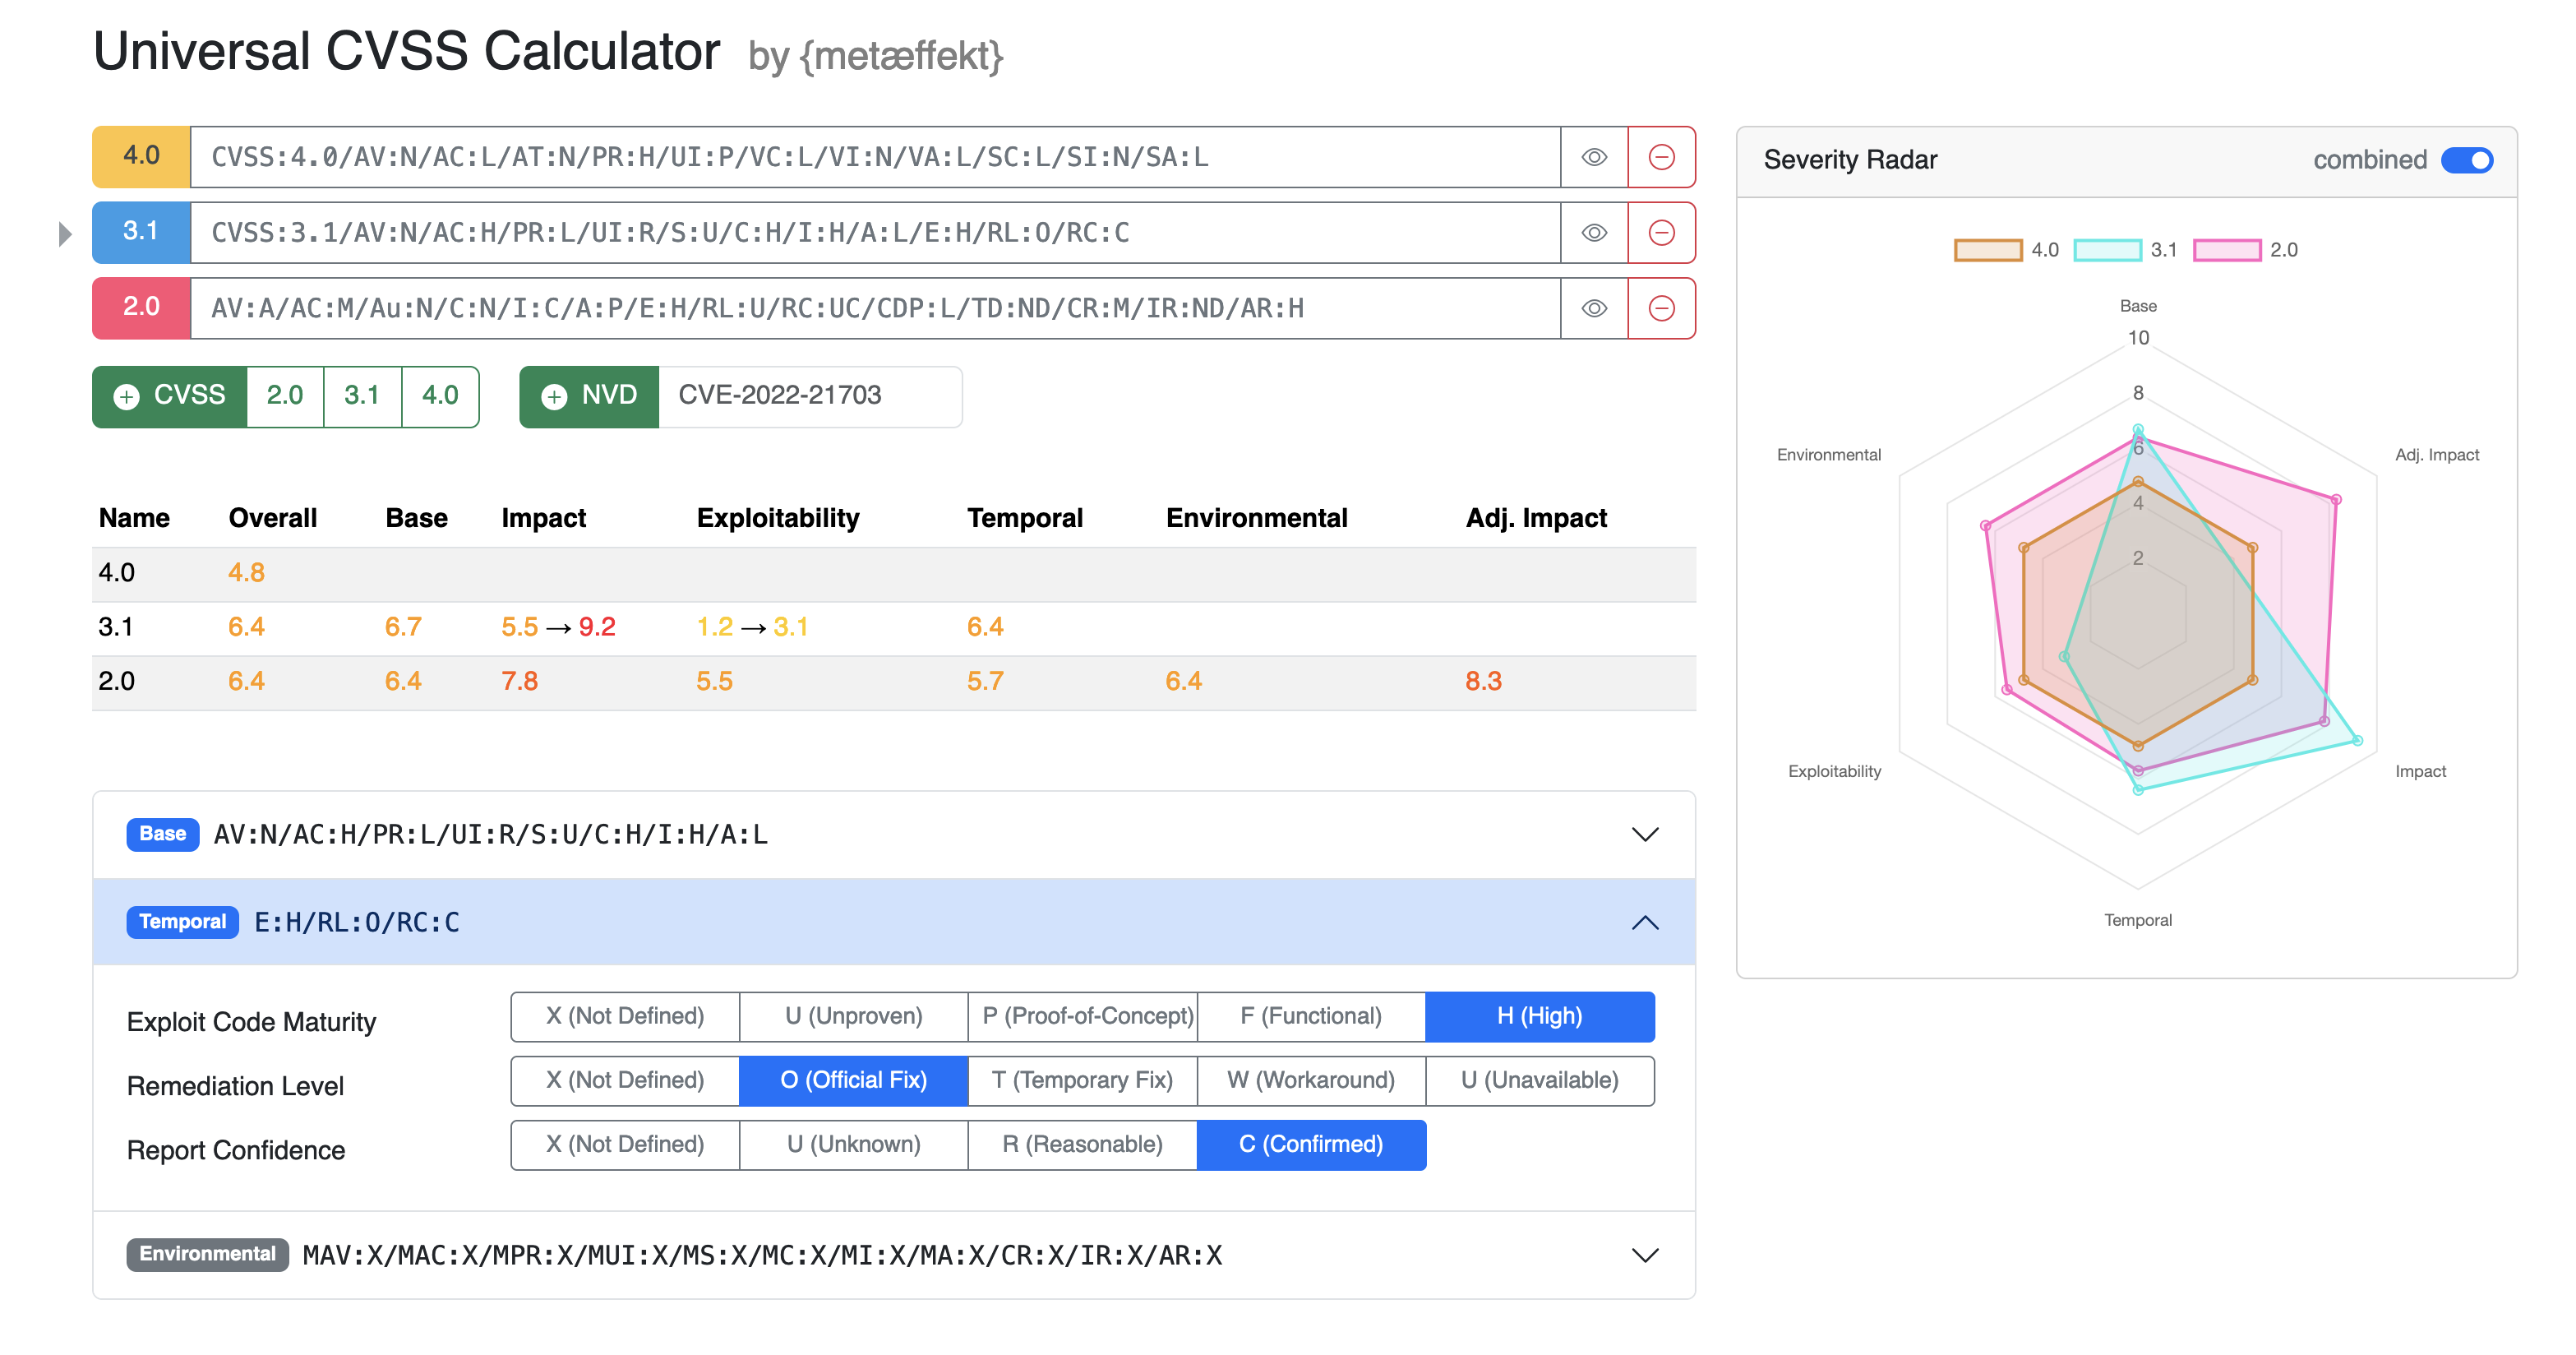 Universal CVSS Calculator by {metæffekt}
4.0 CVSS:4.0/AV:N/AC:L/AT:N/PR:H/UI:P/VC:L/VI:N/VA:L/SC:L/SI:N/SA:L
3.1 CVSS:3.1/AV:N/AC:H/PR:L/UI:R/S:U/C:H/I:H/A:L/E:H/RL:O/RC:C
2.0 AV:A/AC:M/Au:N/C:N/I:C/A:P/E:H/RL:U/RC:UC/CDP:L/TD:ND/CR:M/IR:ND/AR:H
CVSS 2.0 3.1 4.0 NVD CVE-2022-21703
Name Overall Base Impact Exploitability Temporal Environmental Adj. Impact
4.0 4.8
3.1 6.4 6.7 5.5 → 9.2 1.2 → 3.1 6.4
2.0 6.4 6.4 7.8 5.5 5.7 6.4 8.3
Base AV:N/AC:H/PR:L/UI:R/S:U/C:H/I:H/A:L
Temporal E:H/RL:O/RC:C
Exploit Code Maturity X (Not Defined) U (Unproven) P (Proof-of-Concept) F (Functional) H (High)
Remediation Level X (Not Defined) O (Official Fix) T (Temporary Fix) W (Workaround) U (Unavailable)
Report Confidence X (Not Defined) U (Unknown) R (Reasonable) C (Confirmed)
Environmental MAV:X/MAC:X/MPR:X/MUI:X/MS:X/MC:X/MI:X/MA:X/CR:X/IR:X/AR:X
Severity Radar combined
4.0 3.1 2.0
Base
10
8
Environmental Adj. Impact
6
4
2
Exploitability Impact
Temporal